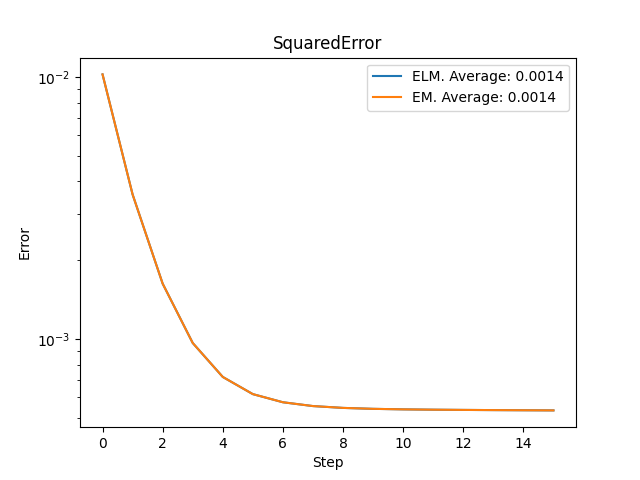 SquaredError
ELM. Average: 0.0014
EM. Average: 0.0014
Error
10⁻²
10⁻³
0 2 4 6 8 10 12 14
Step